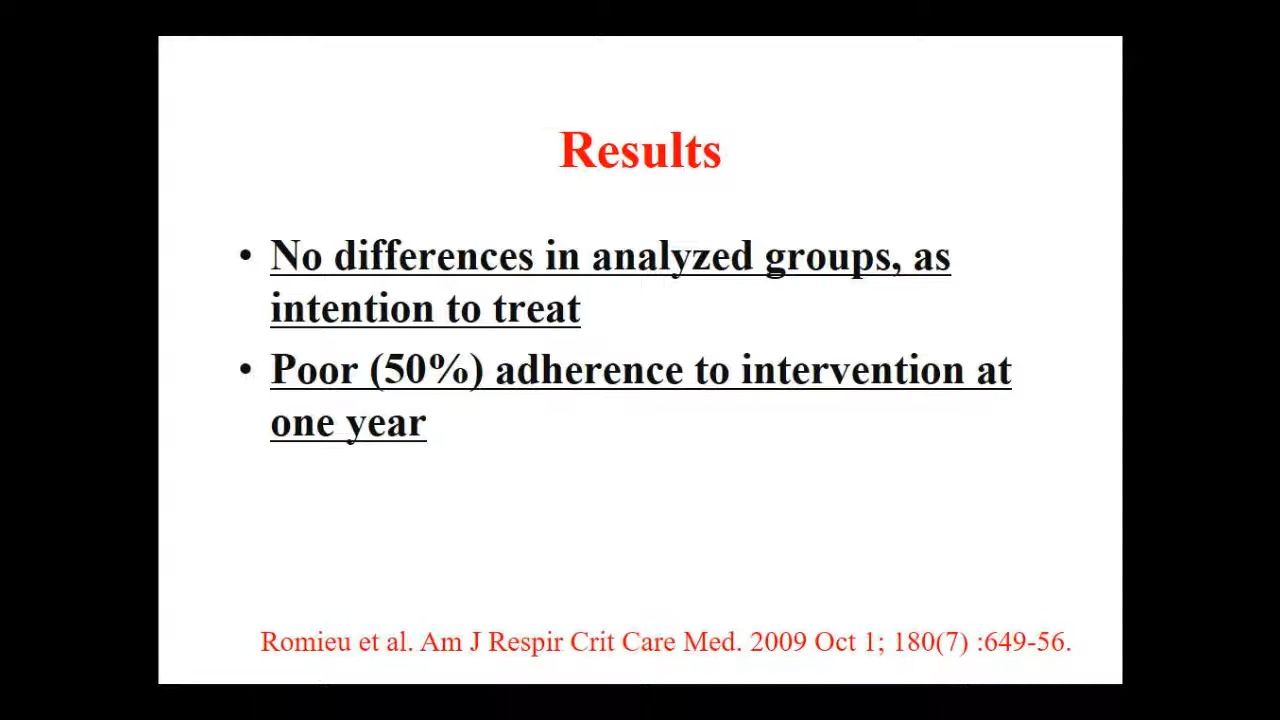 Results
• No differences in analyzed groups, as
intention to treat
• Poor (50%) adherence to intervention at
one year
Romieu et al. Am J Respir Crit Care Med. 2009 Oct 1; 180(7) :649-56.